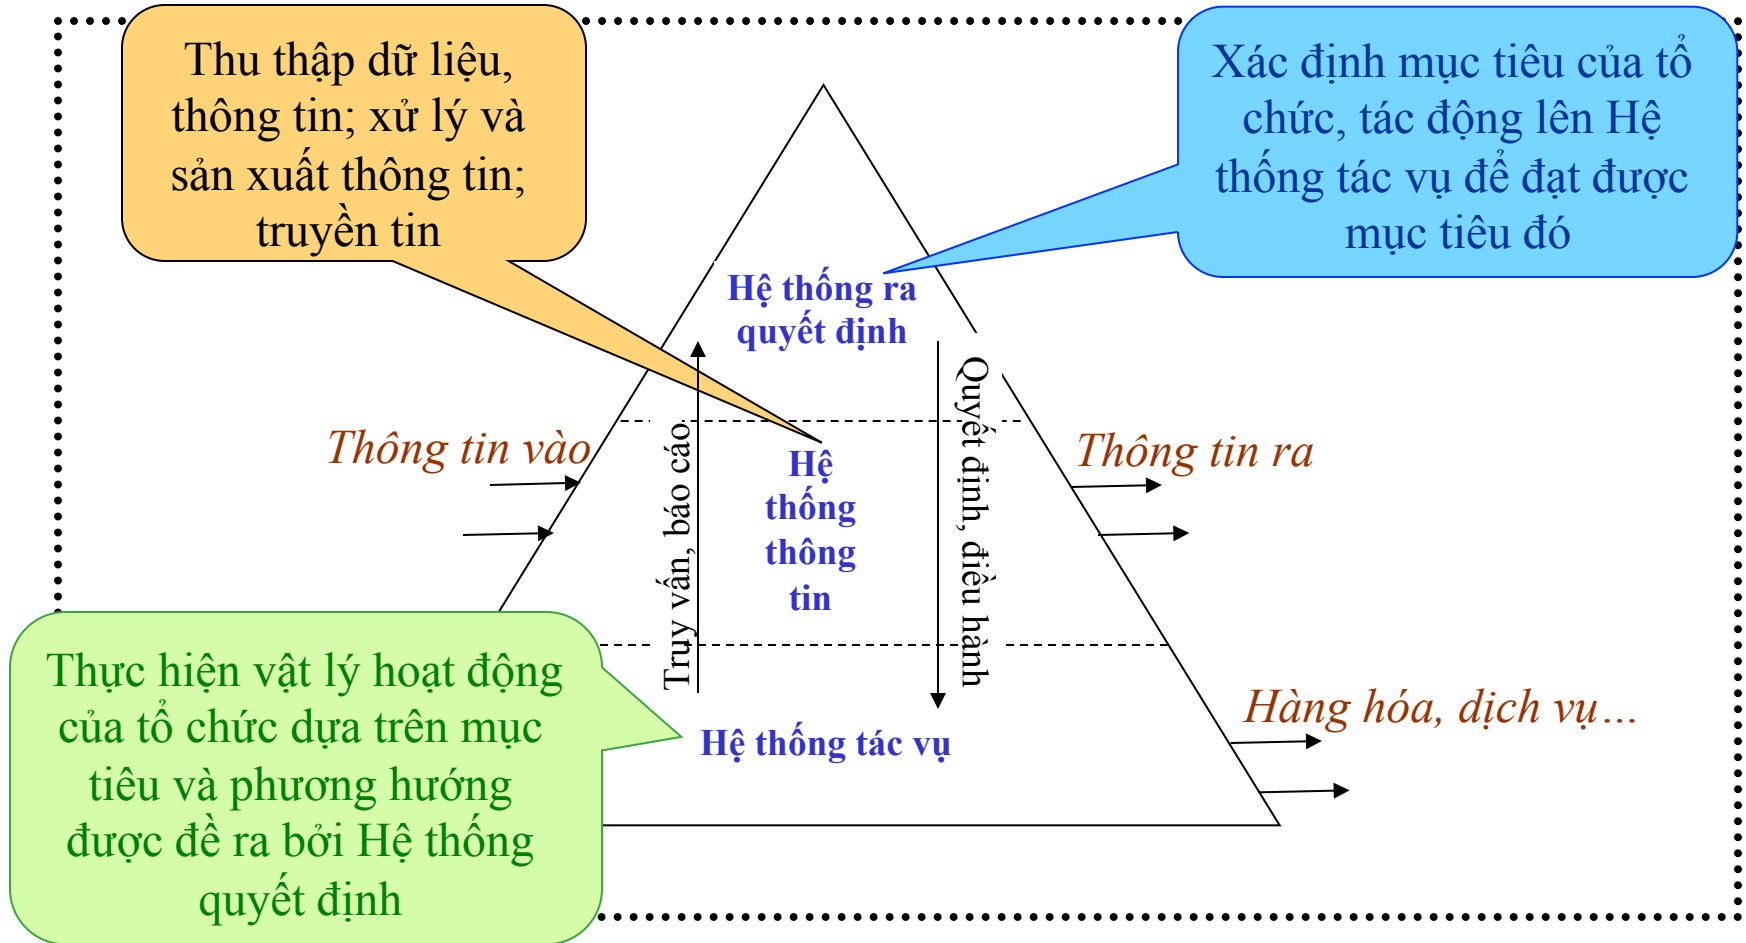 Thu thập dữ liệu,
thông tin; xử lý và
sản xuất thông tin;
truyền tin
Xác định mục tiêu của tổ
chức, tác động lên Hệ
thống tác vụ để đạt được
mục tiêu đó
Hệ thống ra
quyết định
Thông tin vào
Truy vấn, báo cáo
Hệ
thống
thông
tin
Quyết định, điều hành
Thông tin ra
Thực hiện vật lý hoạt động
của tổ chức dựa trên mục
tiêu và phương hướng
được đề ra bởi Hệ thống
quyết định
Hệ thống tác vụ
Hàng hóa, dịch vụ...